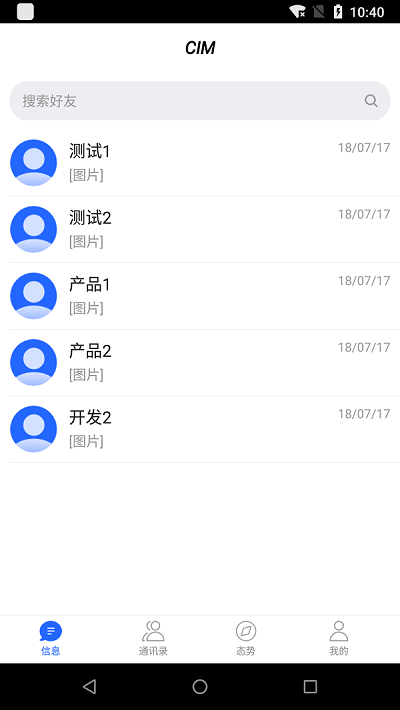 10:40
CIM
搜索好友
测试1
18/07/17
[图片]
测试2
18/07/17
[图片]
产品1
18/07/17
[图片]
产品2
18/07/17
[图片]
开发2
18/07/17
[图片]
信息 通讯录 态势 我的